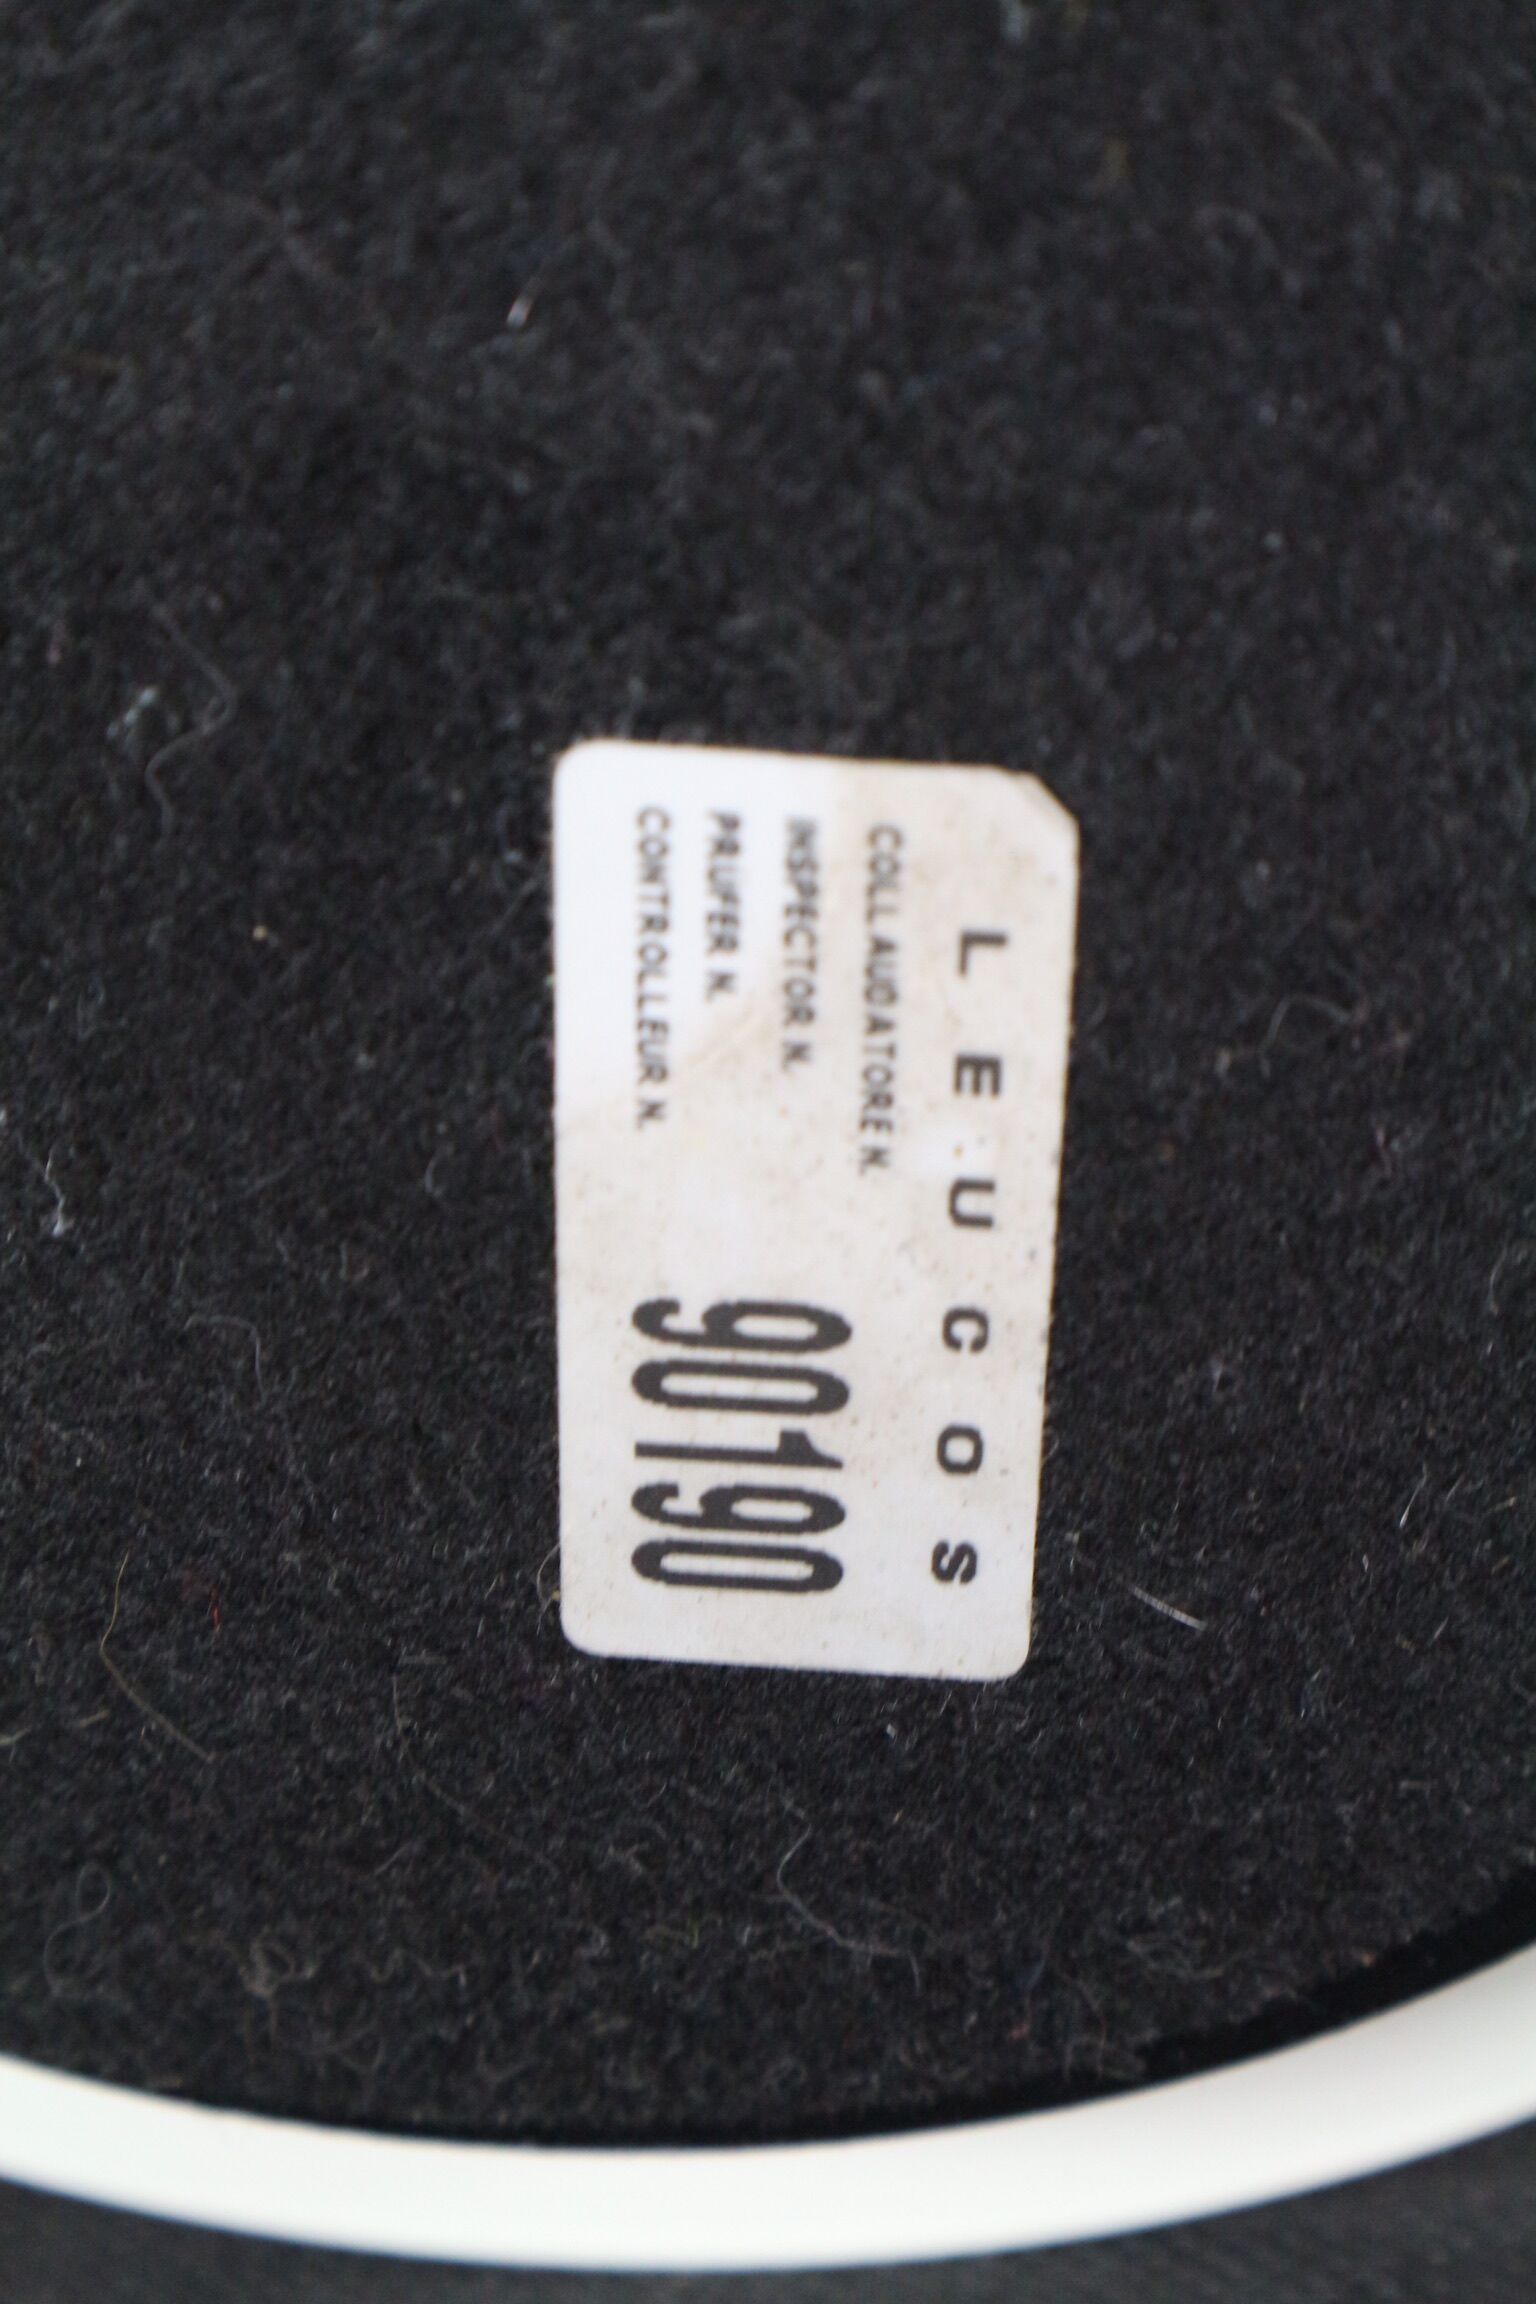 LEUCOS
COLLAUDATORE N.
INSPECTOR N.
PRÜFER N.
CONTROLLEUR N.
90190